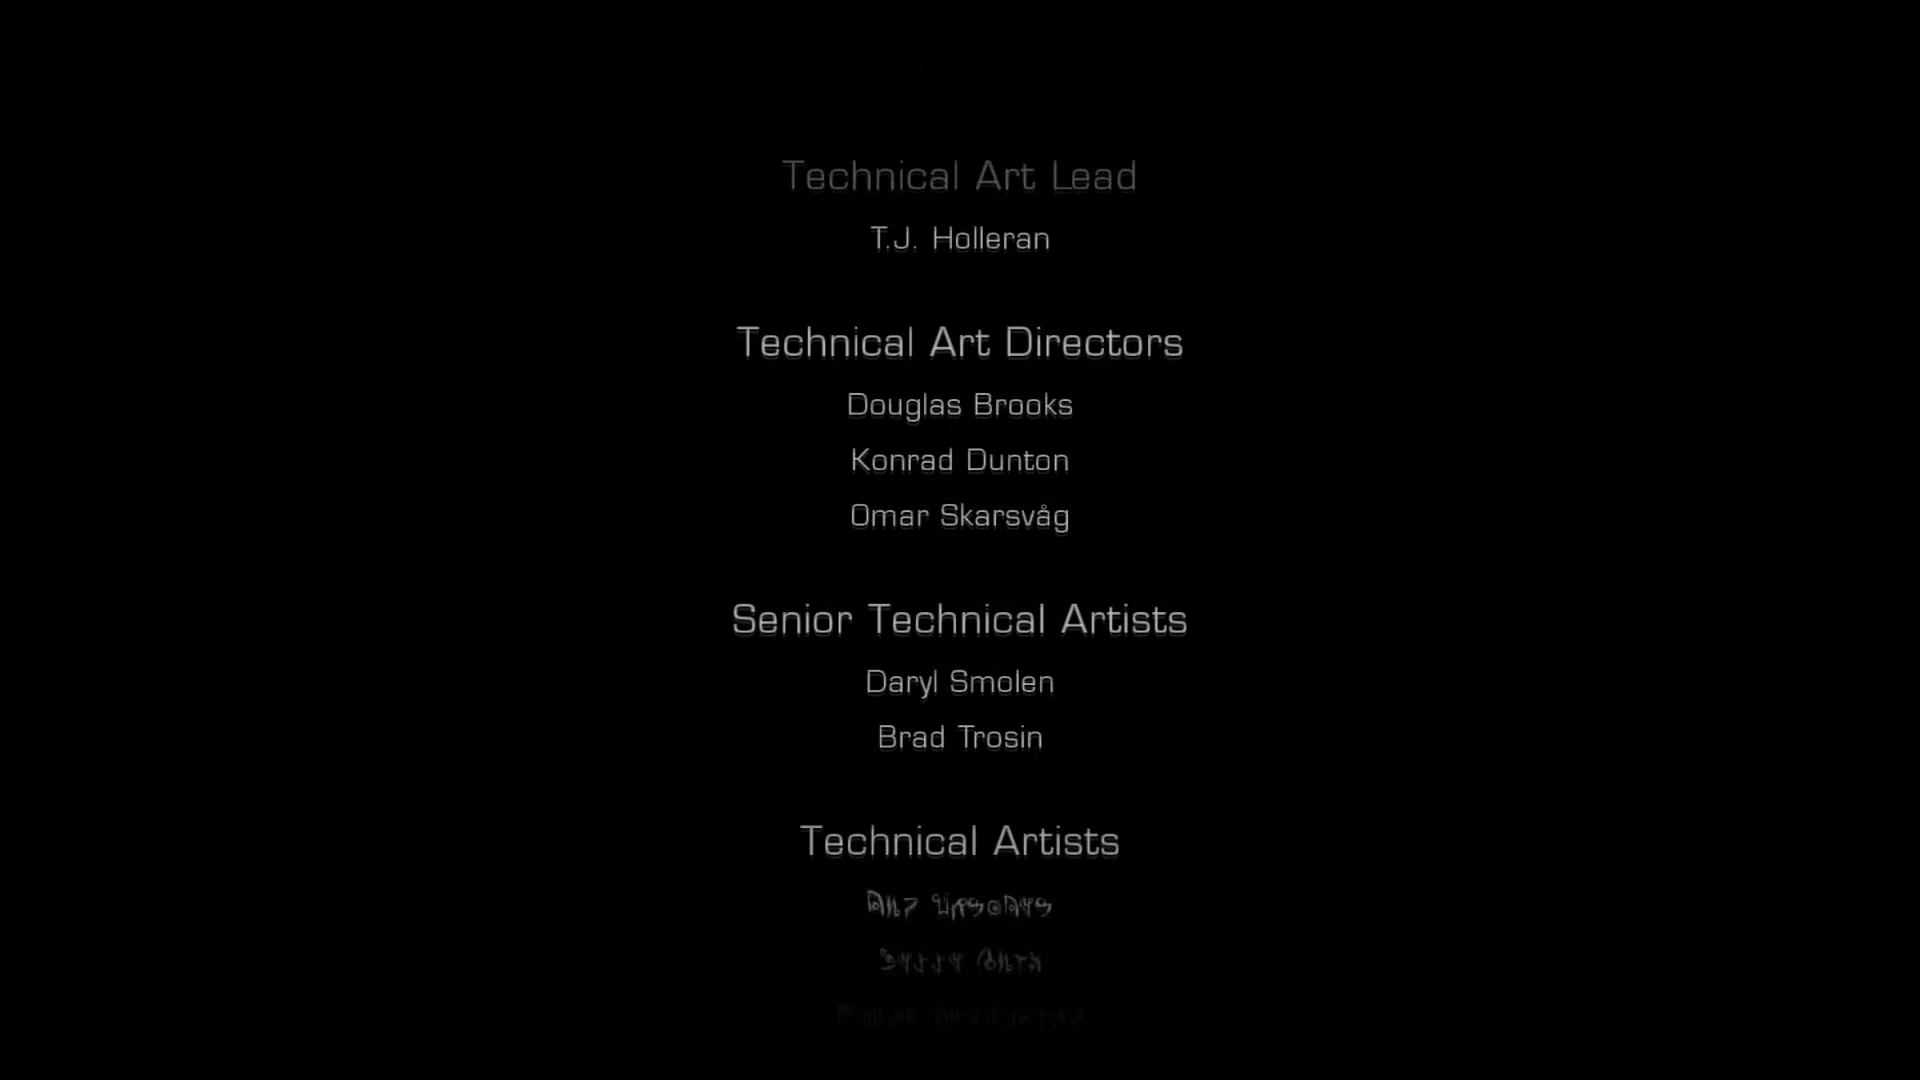 Technical Art Lead
T.J. Holleran
Technical Art Directors
Douglas Brooks
Konrad Dunton
Omar Skarsvåg
Senior Technical Artists
Daryl Smolen
Brad Trosin
Technical Artists